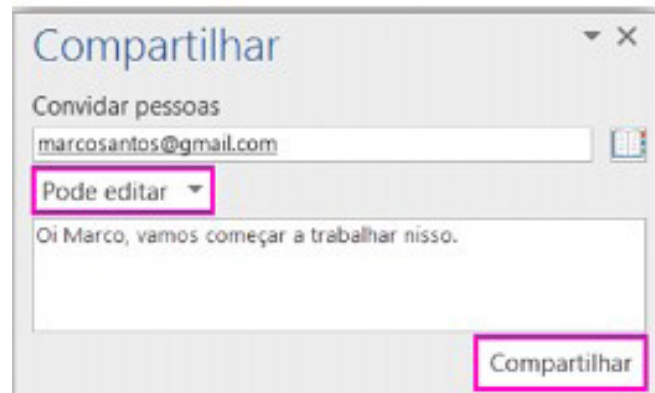 Compartilhar
Convidar pessoas
marcosantos@gmail.com
Pode editar
Oi Marco, vamos começar a trabalhar nisso.
Compartilhar